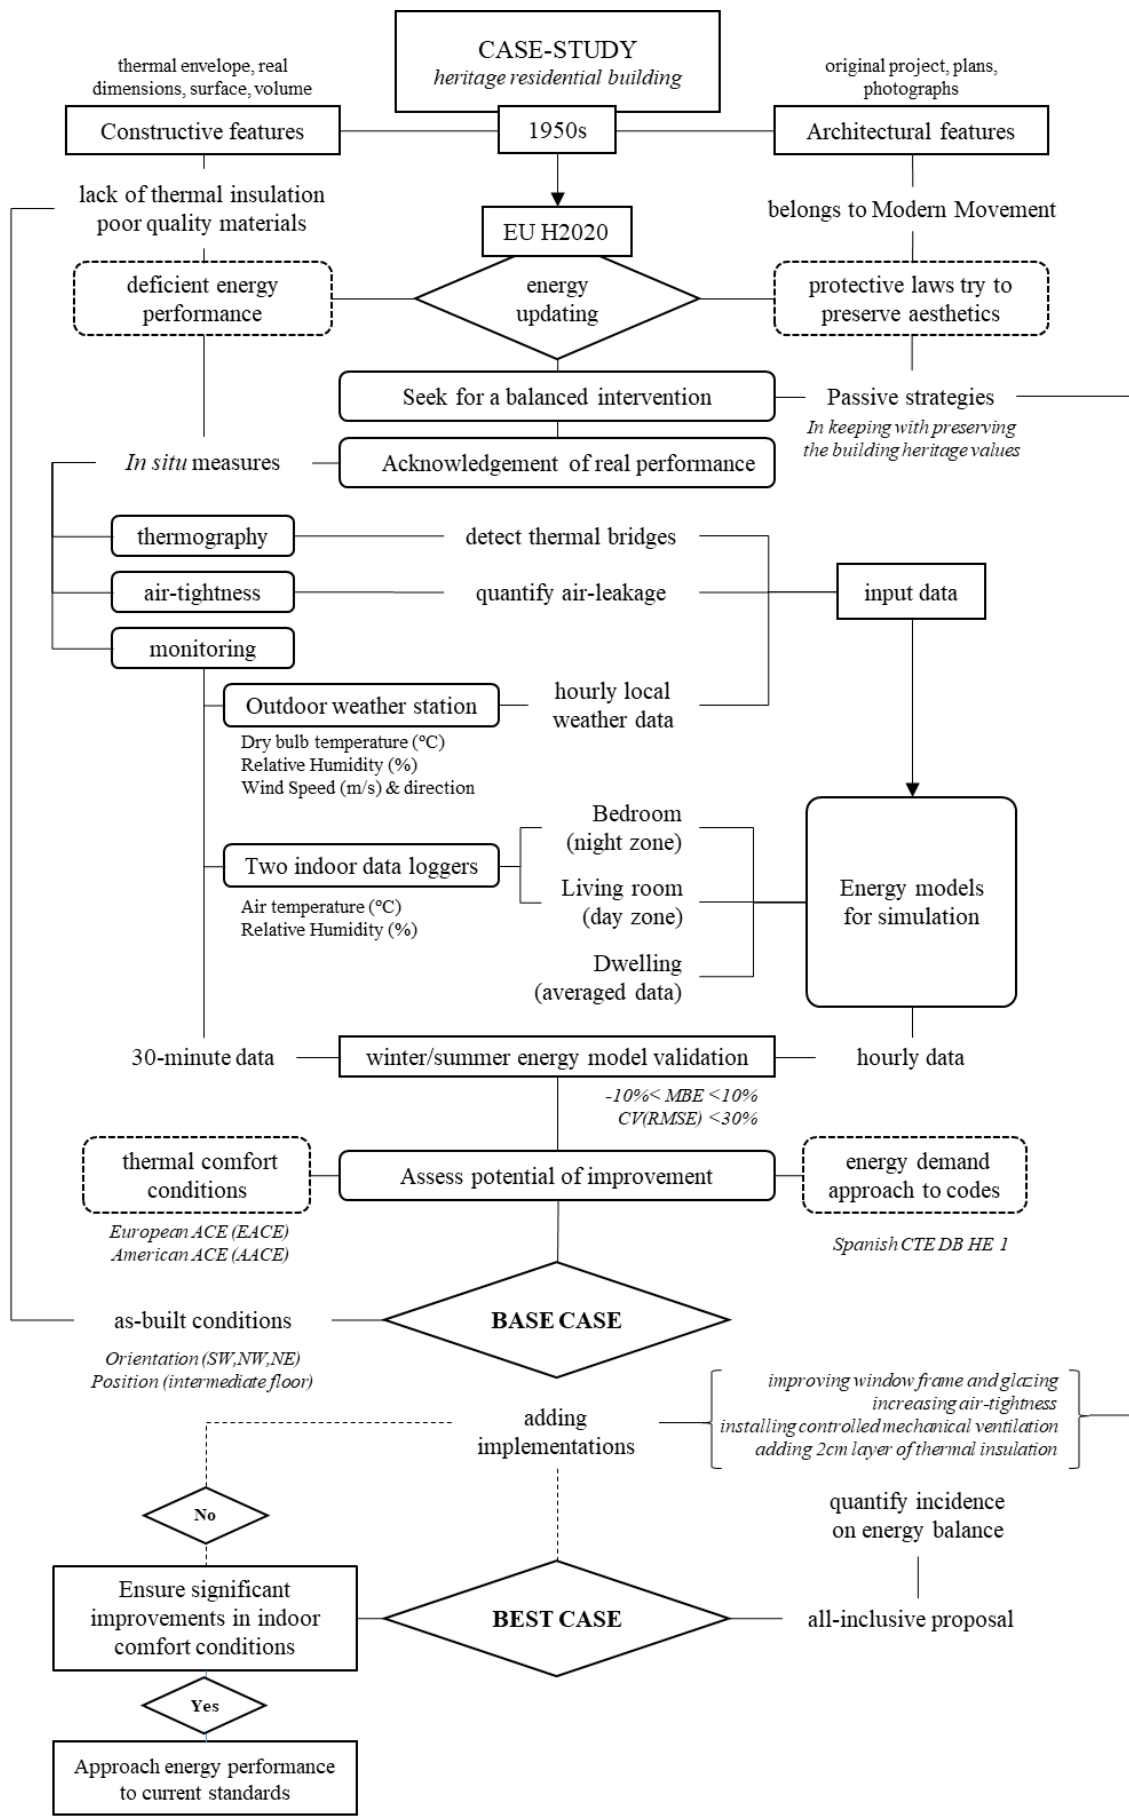 CASE-STUDY
heritage residential building
thermal envelope, real
dimensions, surface, volume
original project, plans,
photographs
Constructive features
1950s
Architectural features
lack of thermal insulation
poor quality materials
belongs to Modern Movement
EU H2020
deficient energy
performance
energy
updating
protective laws try to
preserve aesthetics
Seek for a balanced intervention
Passive strategies
In keeping with preserving
the building heritage values
In situ measures
Acknowledgement of real performance
thermography
detect thermal bridges
air-tightness
quantify air-leakage
input data
monitoring
Outdoor weather station
hourly local
weather data
Dry bulb temperature (ºC)
Relative Humidity (%)
Wind Speed (m/s) & direction
Bedroom
(night zone)
Two indoor data loggers
Living room
(day zone)
Energy models
for simulation
Air temperature (ºC)
Relative Humidity (%)
Dwelling
(averaged data)
30-minute data
winter/summer energy model validation
hourly data
-10%< MBE <10%
CV(RMSE) <30%
thermal comfort
conditions
Assess potential of improvement
energy demand
approach to codes
European ACE (EACE)
American ACE (AACE)
Spanish CTE DB HE 1
as-built conditions
BASE CASE
Orientation (SW,NW,NE)
Position (intermediate floor)
adding
implementations
improving window frame and glazing
increasing air-tightness
installing controlled mechanical ventilation
adding 2cm layer of thermal insulation
No
quantify incidence
on energy balance
Ensure significant
improvements in indoor
comfort conditions
BEST CASE
all-inclusive proposal
Yes
Approach energy performance
to current standards